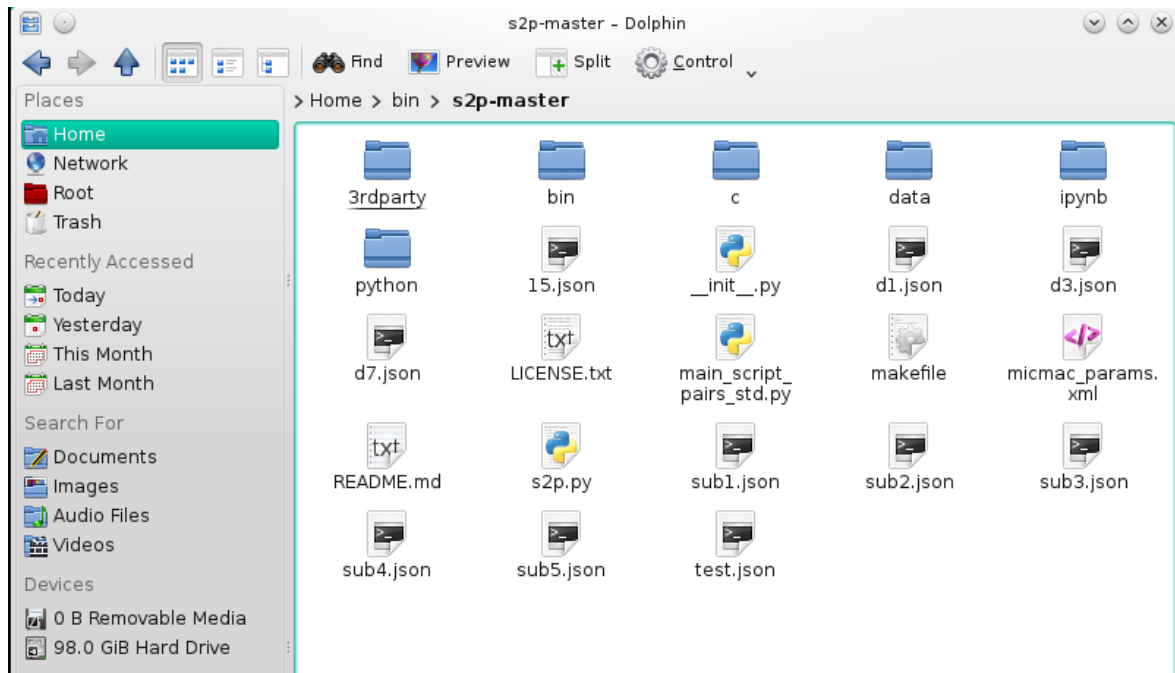 s2p-master – Dolphin
Find Preview Split Control
Places
> Home > bin > s2p-master
Home
Network
Root
Trash
Recently Accessed
Today
Yesterday
This Month
Last Month
Search For
Documents
Images
Audio Files
Videos
Devices
0 B Removable Media
98.0 GiB Hard Drive
3rdparty bin c data ipynb
python 15.json __init__.py d1.json d3.json
d7.json LICENSE.txt main_script_ makefile micmac_params.
pairs_std.py xml
README.md s2p.py sub1.json sub2.json sub3.json
sub4.json sub5.json test.json